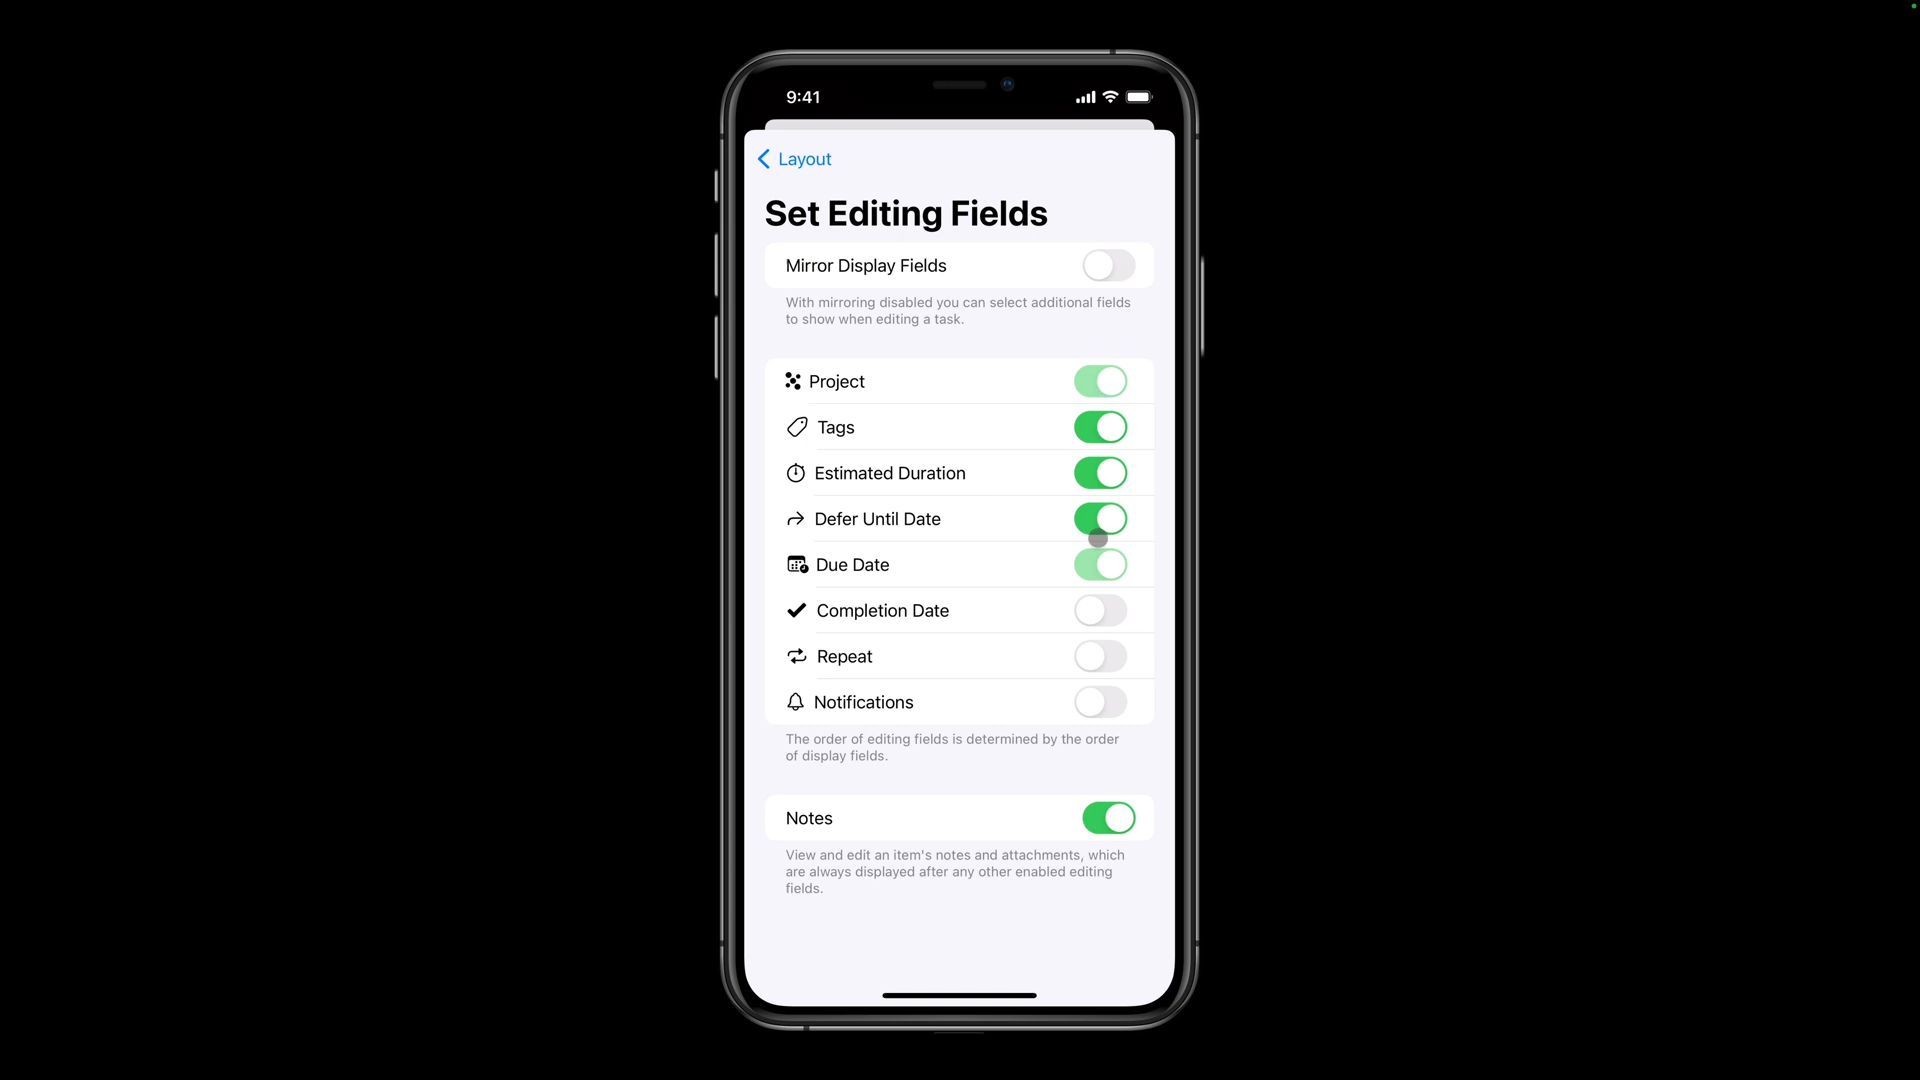 9:41
Layout
Set Editing Fields
Mirror Display Fields
With mirroring disabled you can select additional fields
to show when editing a task.
Project
Tags
Estimated Duration
Defer Until Date
Due Date
Completion Date
Repeat
Notifications
The order of editing fields is determined by the order
of display fields.
Notes
View and edit an item's notes and attachments, which
are always displayed after any other enabled editing
fields.